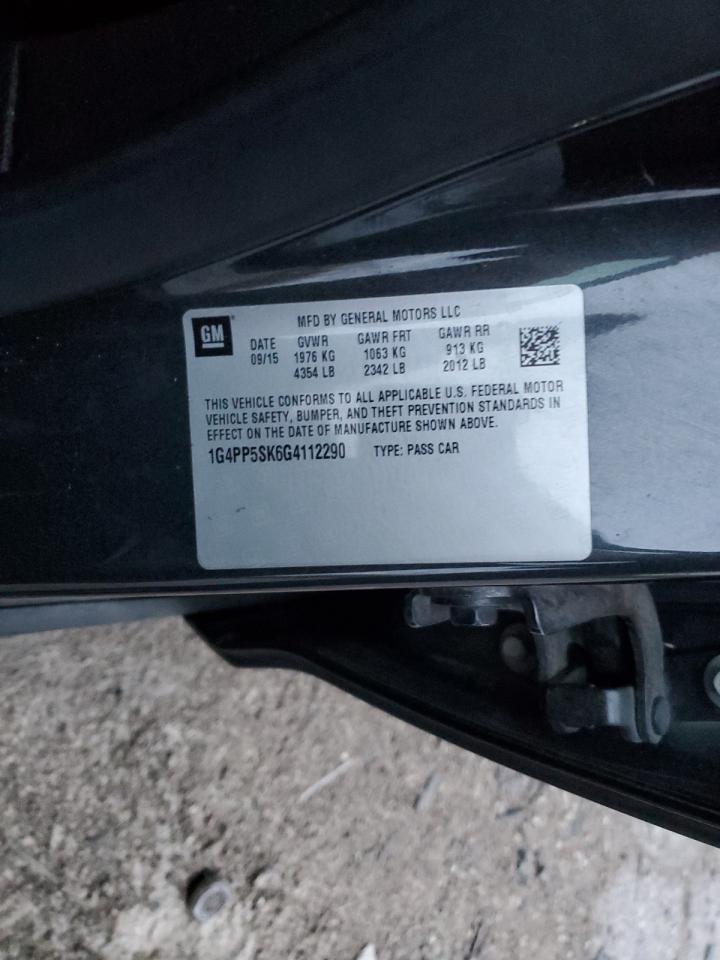 GM
MFD BY GENERAL MOTORS LLC
DATE GVWR GAWR FRT GAWR RR
09/15 1976 KG 1063 KG 913 KG
4354 LB 2342 LB 2012 LB
THIS VEHICLE CONFORMS TO ALL APPLICABLE U.S. FEDERAL MOTOR
VEHICLE SAFETY, BUMPER, AND THEFT PREVENTION STANDARDS IN
EFFECT ON THE DATE OF MANUFACTURE SHOWN ABOVE.
1G4PP5SK6G4112290 TYPE: PASS CAR